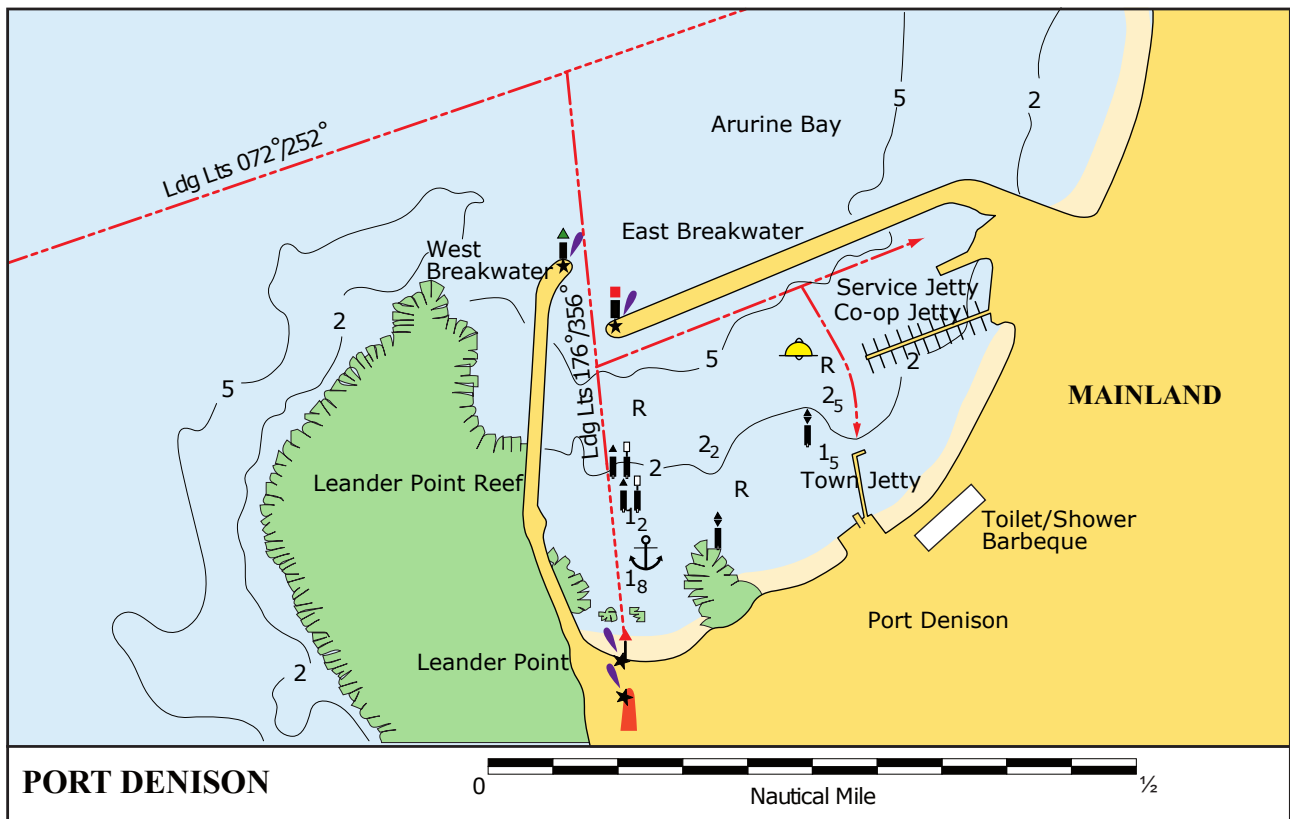 5
2
Arurine Bay
Ldg Lts 072°/252°
East Breakwater
West
Breakwater
Service Jetty
Co-op Jetty
2
5
5
2
R
MAINLAND
Ldg Lts 176°/356°
R
2₅
2₂
2
1₅
Leander Point Reef
R
Town Jetty
1₂
Toilet/Shower
Barbeque
1₈
Port Denison
Leander Point
2
PORT DENISON
0
½
Nautical Mile